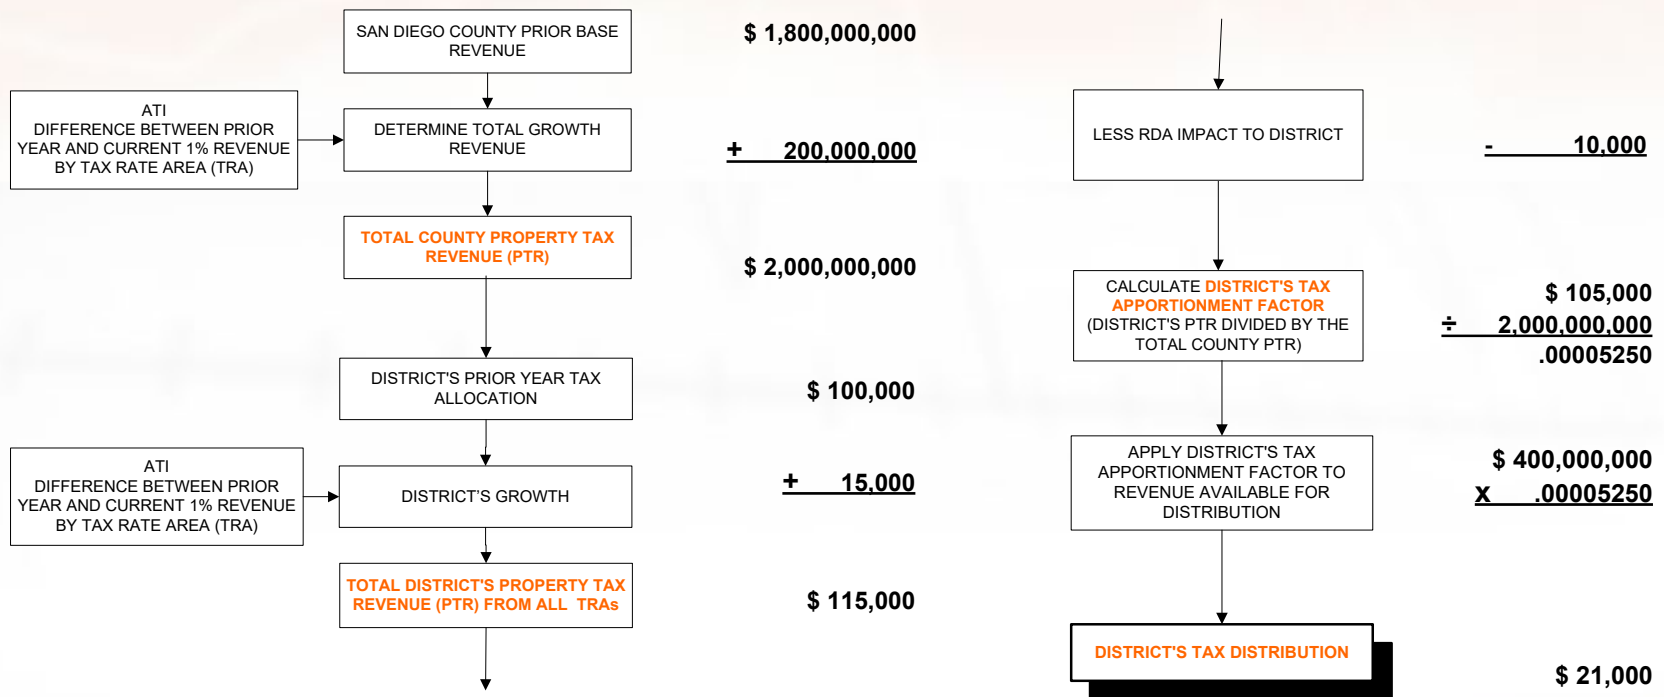 SAN DIEGO COUNTY PRIOR BASE
REVENUE
$ 1,800,000,000
ATI
DIFFERENCE BETWEEN PRIOR
YEAR AND CURRENT 1% REVENUE
BY TAX RATE AREA (TRA)
DETERMINE TOTAL GROWTH
REVENUE
+ 200,000,000
TOTAL COUNTY PROPERTY TAX
REVENUE (PTR)
$ 2,000,000,000
DISTRICT'S PRIOR YEAR TAX
ALLOCATION
$ 100,000
ATI
DIFFERENCE BETWEEN PRIOR
YEAR AND CURRENT 1% REVENUE
BY TAX RATE AREA (TRA)
DISTRICT'S GROWTH
+ 15,000
TOTAL DISTRICT'S PROPERTY TAX
REVENUE (PTR) FROM ALL TRAs
$ 115,000
LESS RDA IMPACT TO DISTRICT
- 10,000
CALCULATE DISTRICT'S TAX
APPORTIONMENT FACTOR
(DISTRICT'S PTR DIVIDED BY THE
TOTAL COUNTY PTR)
$ 105,000
÷ 2,000,000,000
.00005250
APPLY DISTRICT'S TAX
APPORTIONMENT FACTOR TO
REVENUE AVAILABLE FOR
DISTRIBUTION
$ 400,000,000
x .00005250
DISTRICT'S TAX DISTRIBUTION
$ 21,000